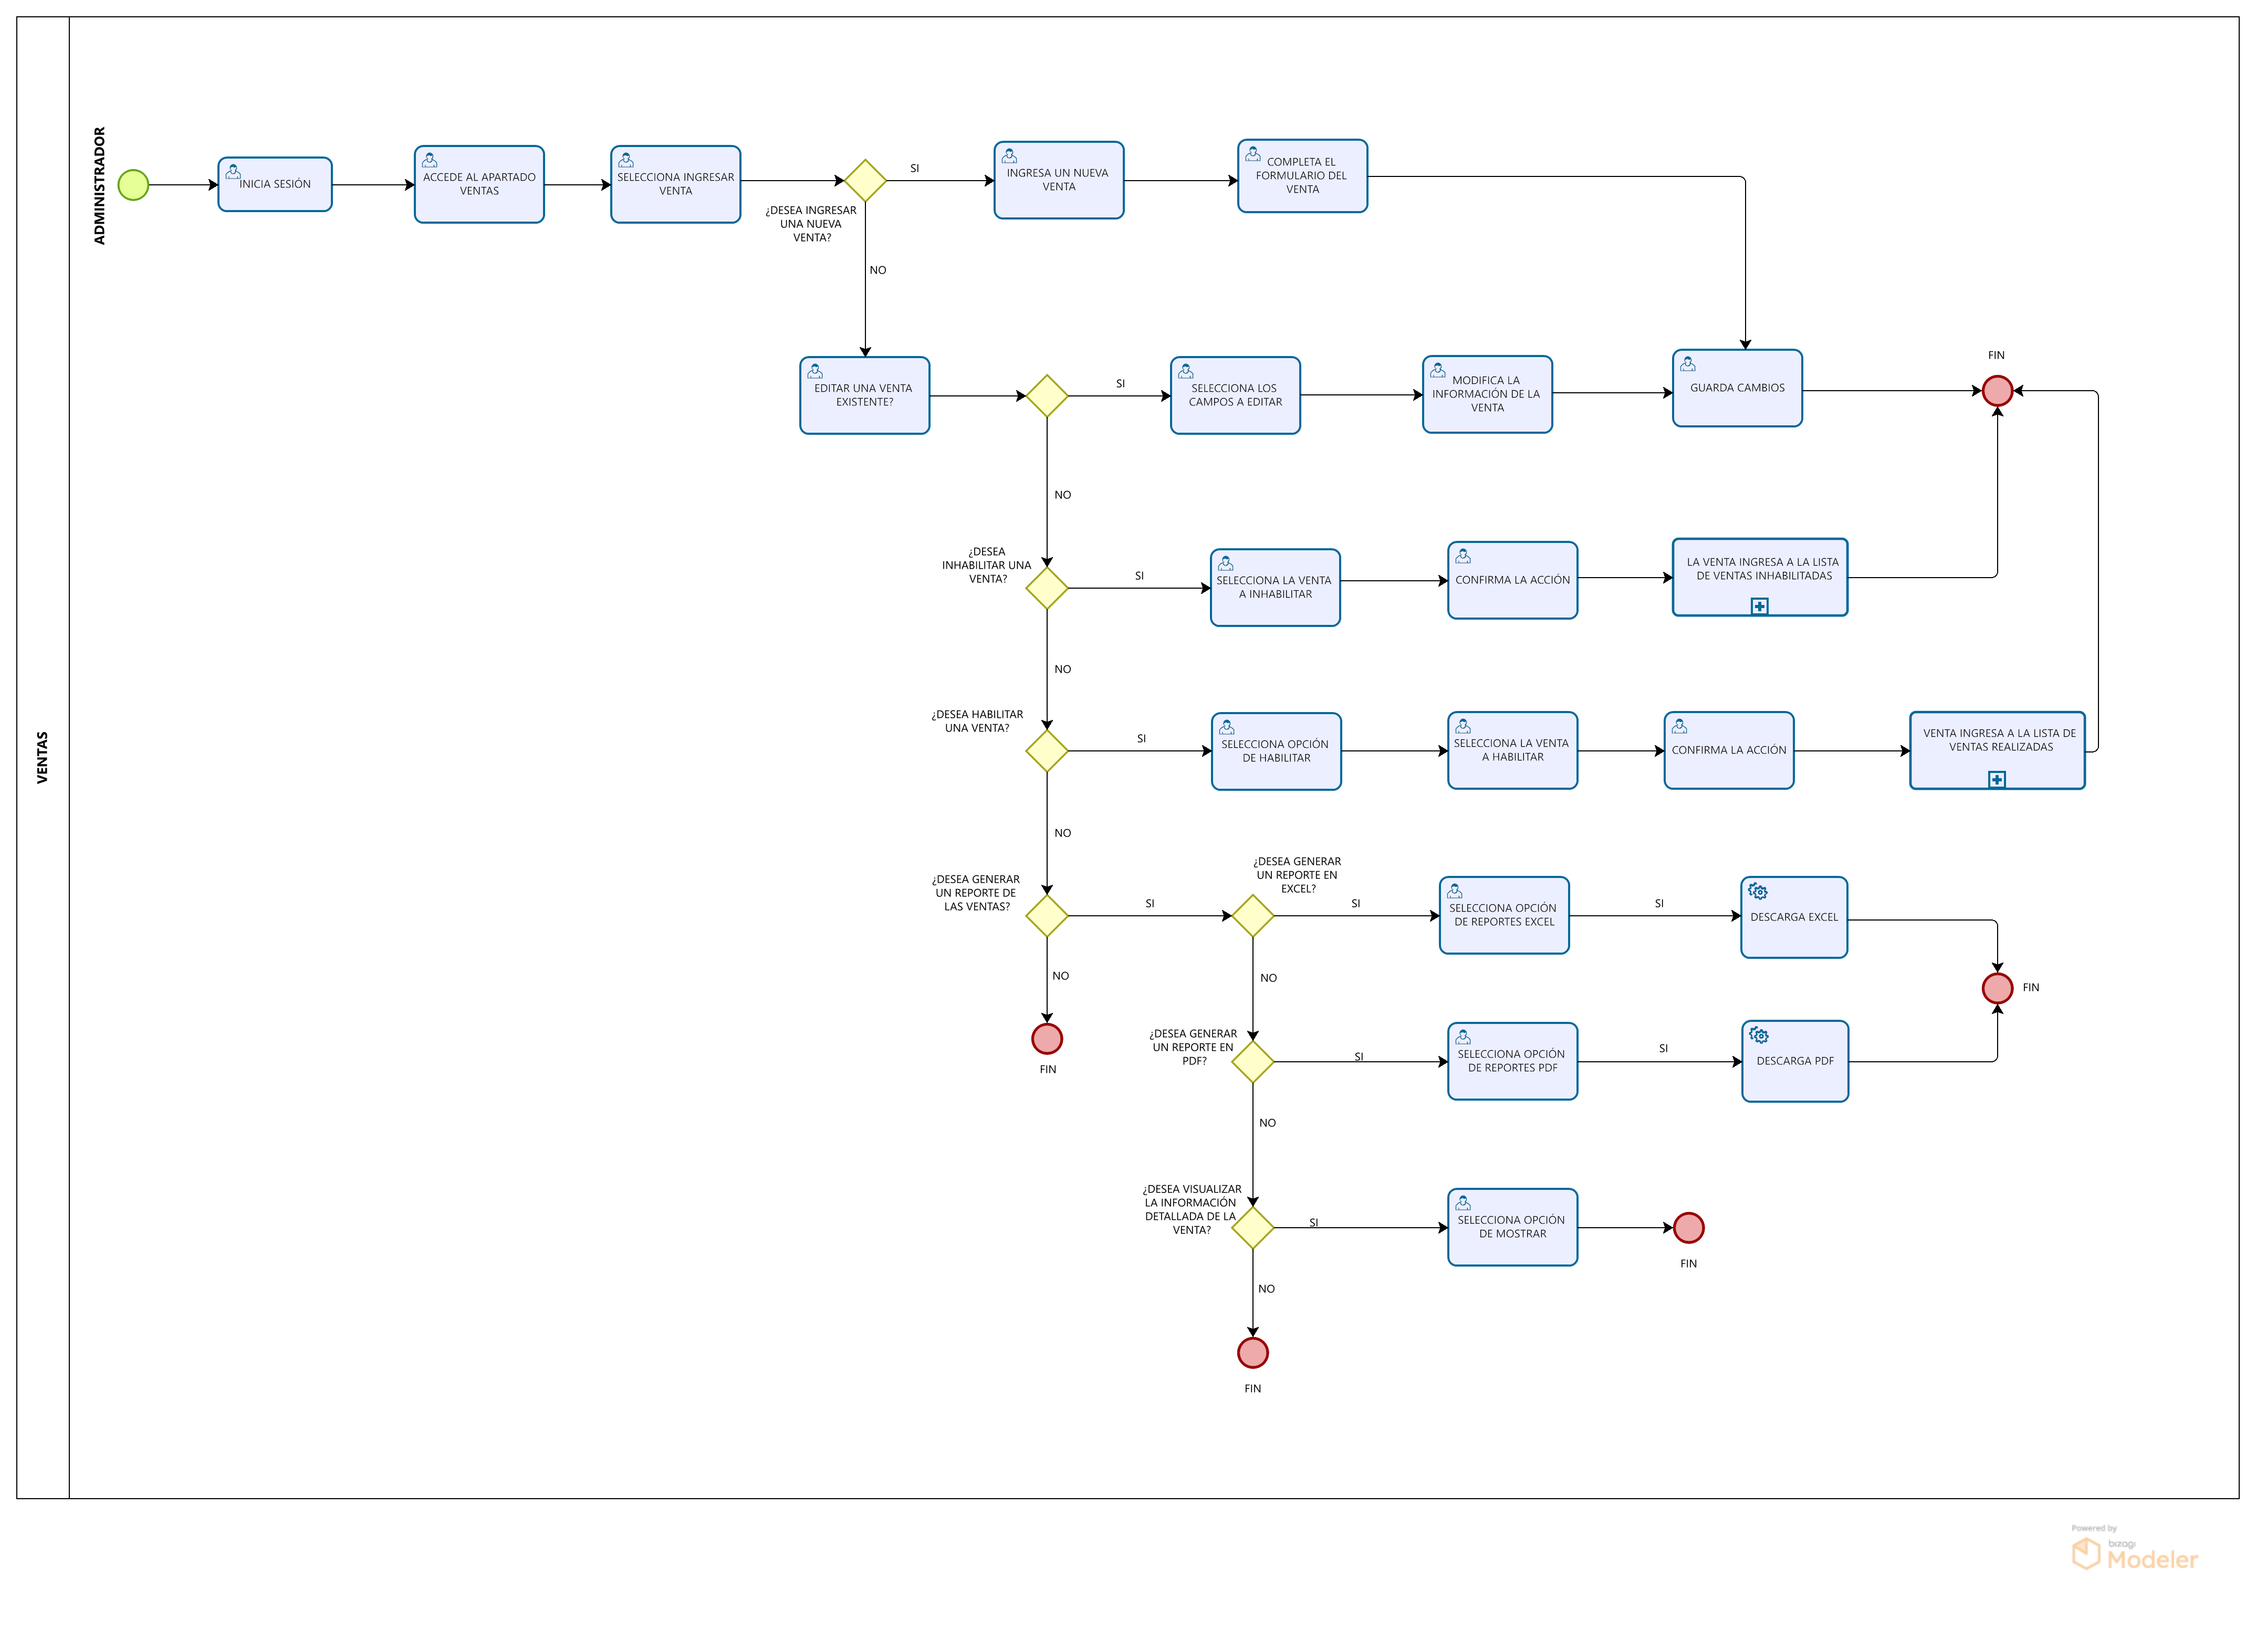 VENTAS
ADMINISTRADOR
INICIA SESIÓN
ACCEDE AL APARTADO
VENTAS
SELECCIONA INGRESAR
VENTA
¿DESEA INGRESAR
UNA NUEVA
VENTA?
SI
INGRESA UN NUEVA
VENTA
COMPLETA EL
FORMULARIO DEL
VENTA
NO
EDITAR UNA VENTA
EXISTENTE?
SI
SELECCIONA LOS
CAMPOS A EDITAR
MODIFICA LA
INFORMACIÓN DE LA
VENTA
GUARDA CAMBIOS
FIN
NO
¿DESEA
INHABILITAR UNA
VENTA?
SI
SELECCIONA LA VENTA
A INHABILITAR
CONFIRMA LA ACCIÓN
LA VENTA INGRESA A LA LISTA
DE VENTAS INHABILITADAS
NO
¿DESEA HABILITAR
UNA VENTA?
SI
SELECCIONA OPCIÓN
DE HABILITAR
SELECCIONA LA VENTA
A HABILITAR
CONFIRMA LA ACCIÓN
VENTA INGRESA A LA LISTA DE
VENTAS REALIZADAS
NO
¿DESEA GENERAR
UN REPORTE DE
LAS VENTAS?
SI
¿DESEA GENERAR
UN REPORTE EN
EXCEL?
SI
SELECCIONA OPCIÓN
DE REPORTES EXCEL
SI
DESCARGA EXCEL
NO
FIN
NO
FIN
¿DESEA GENERAR
UN REPORTE EN
PDF?
SI
SELECCIONA OPCIÓN
DE REPORTES PDF
SI
DESCARGA PDF
NO
¿DESEA VISUALIZAR
LA INFORMACIÓN
DETALLADA DE LA
VENTA?
SI
SELECCIONA OPCIÓN
DE MOSTRAR
FIN
NO
FIN
Powered by
bizagi
Modeler